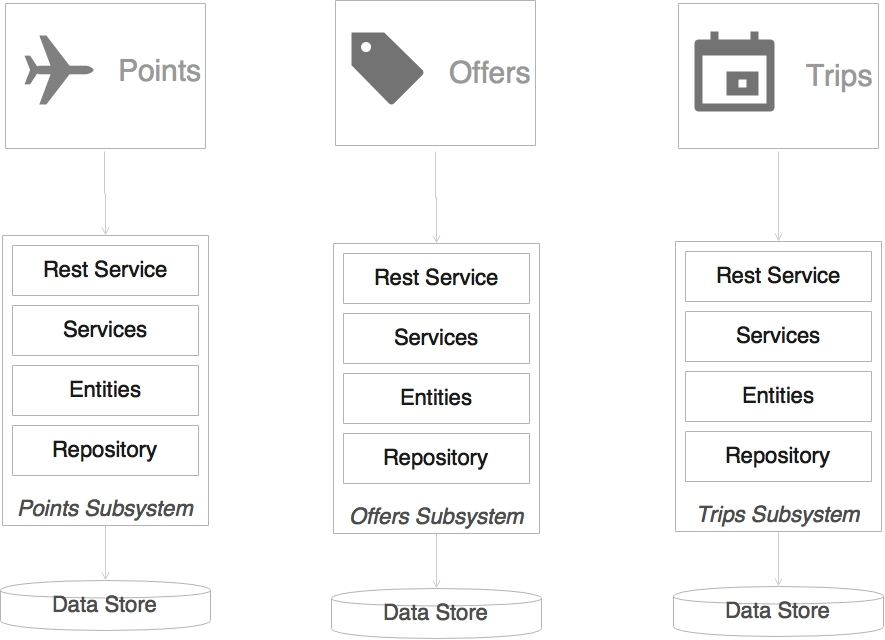 Points
Offers
Trips
Rest Service
Services
Entities
Repository
Points Subsystem
Data Store
Rest Service
Services
Entities
Repository
Offers Subsystem
Data Store
Rest Service
Services
Entities
Repository
Trips Subsystem
Data Store